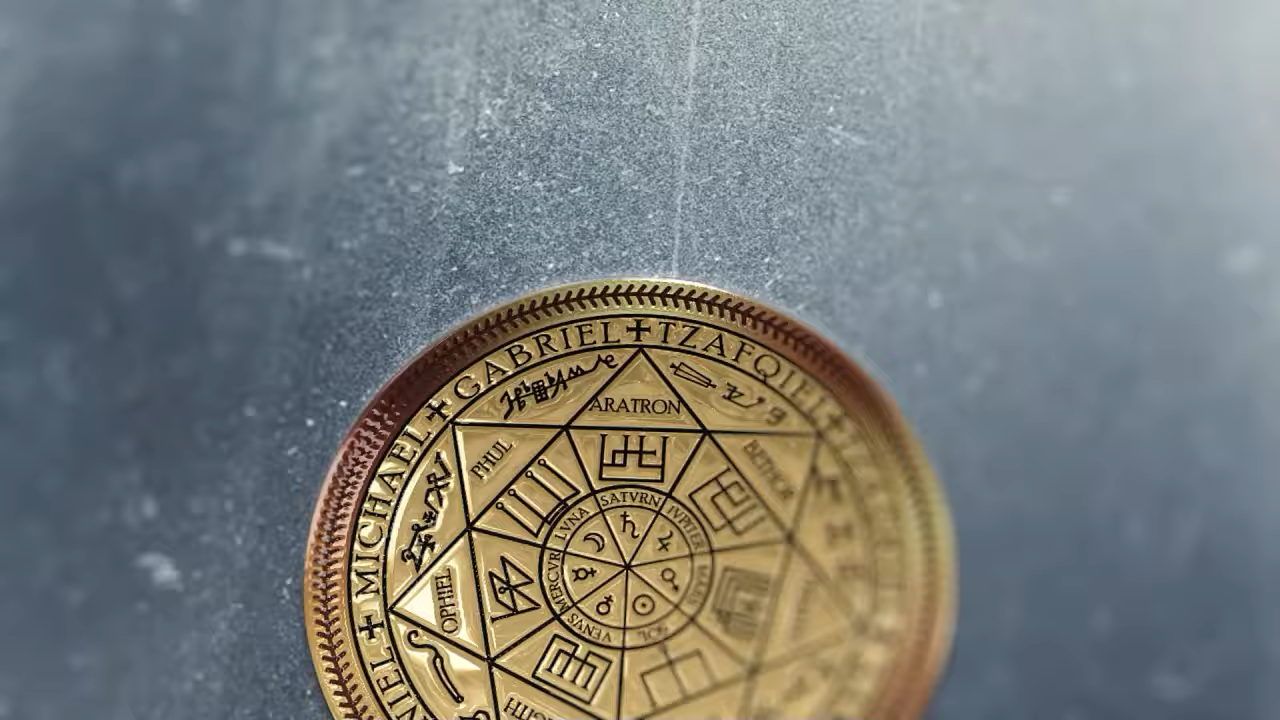 GABRIEL ✝ TZAFQIEL
✝ MICHAEL ✝
ARATRON
PHUL
BETHOR
OPHIEL
SATVRN
IVPITER
LVNA
MERCVR
VENVS
SOL